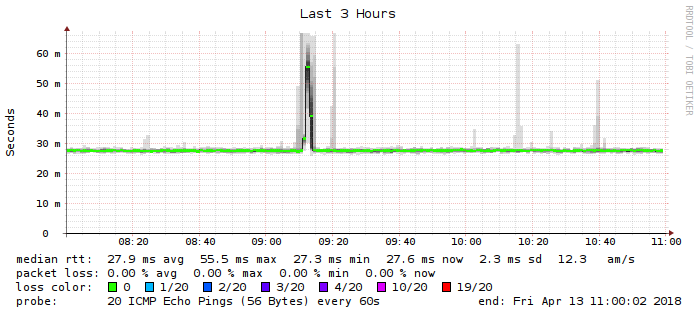 Last 3 Hours
RRDTOOL / TOBI OETIKER
Seconds
60 m
50 m
40 m
30 m
20 m
10 m
0
08:20 08:40 09:00 09:20 09:40 10:00 10:20 10:40 11:00
median rtt: 27.9 ms avg 55.5 ms max 27.3 ms min 27.6 ms now 2.3 ms sd 12.3 am/s
packet loss: 0.00 % avg 0.00 % max 0.00 % min 0.00 % now
loss color: 0 1/20 2/20 3/20 4/20 10/20 19/20
probe: 20 ICMP Echo Pings (56 Bytes) every 60s end: Fri Apr 13 11:00:02 2018